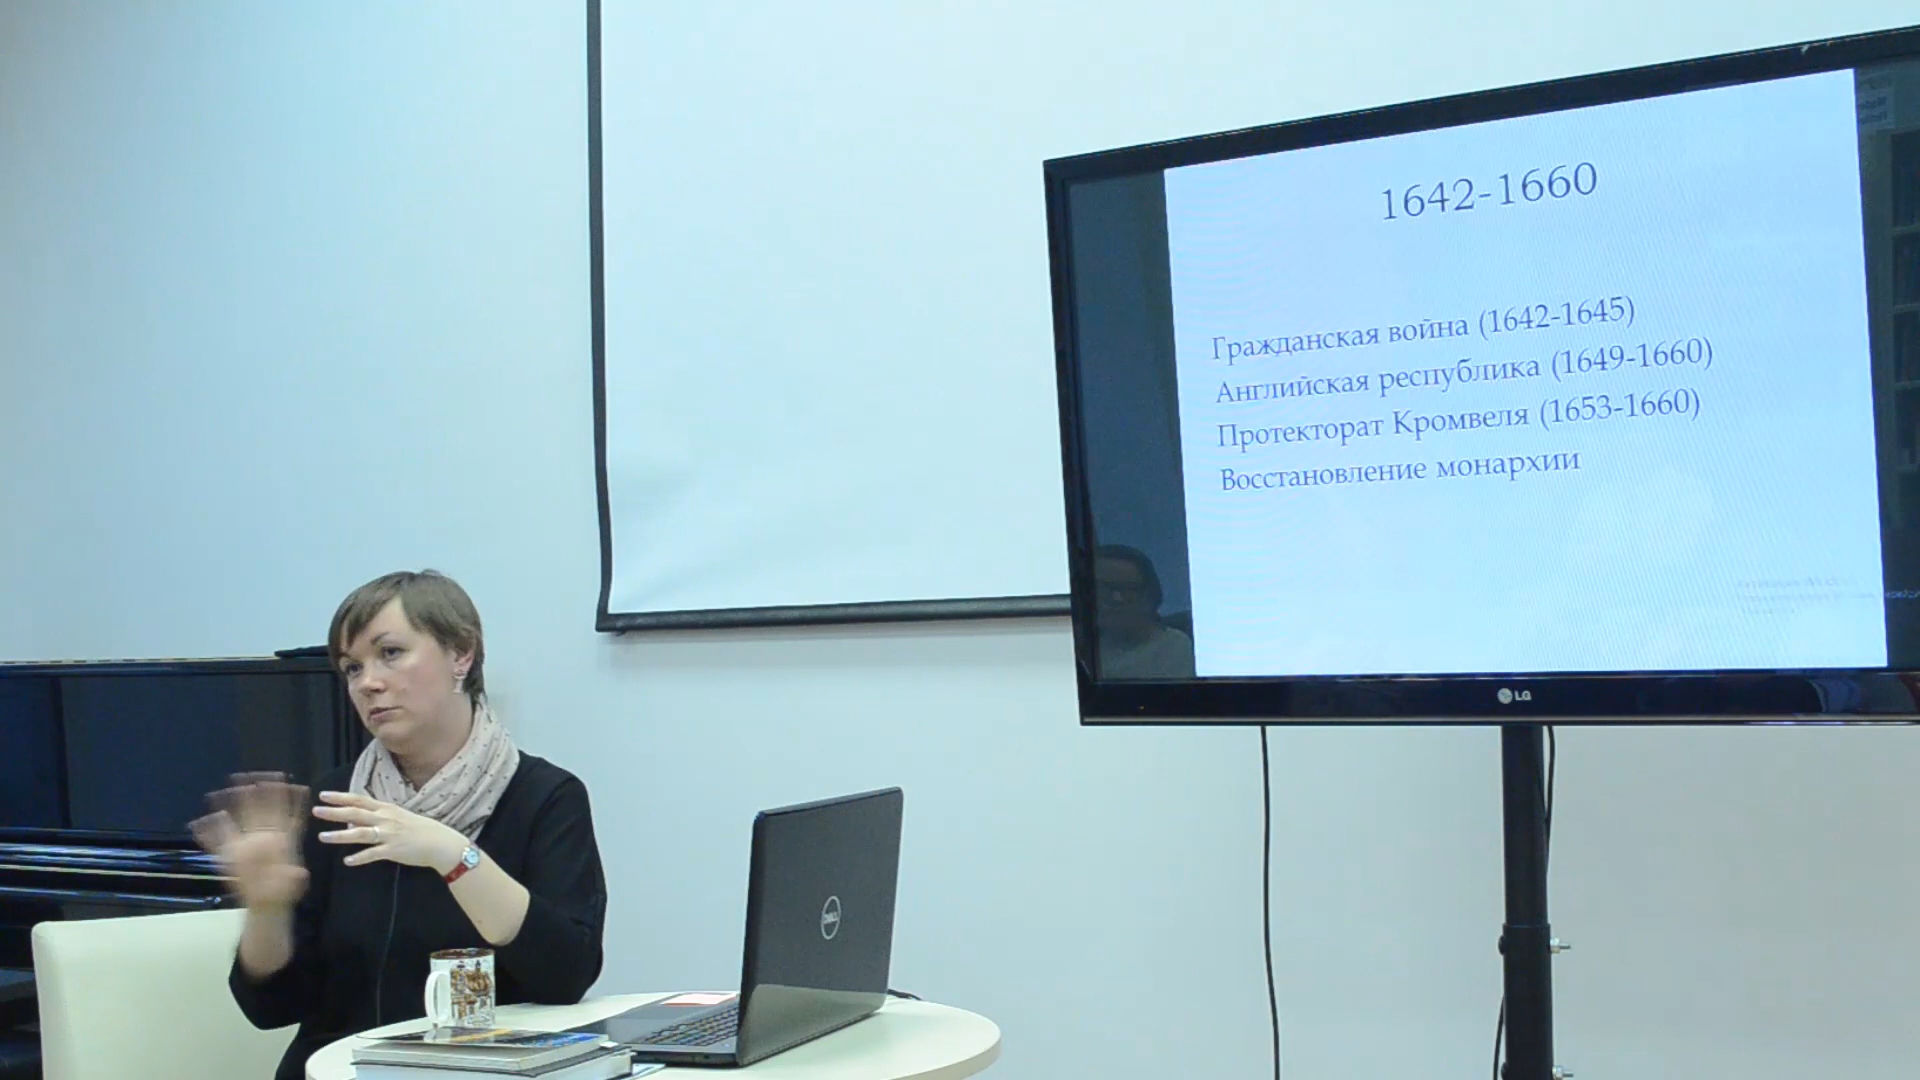 1642-1660
Гражданская война (1642-1645)
Английская республика (1649-1660)
Протекторат Кромвеля (1653-1660)
Восстановление монархии
LG
DELL